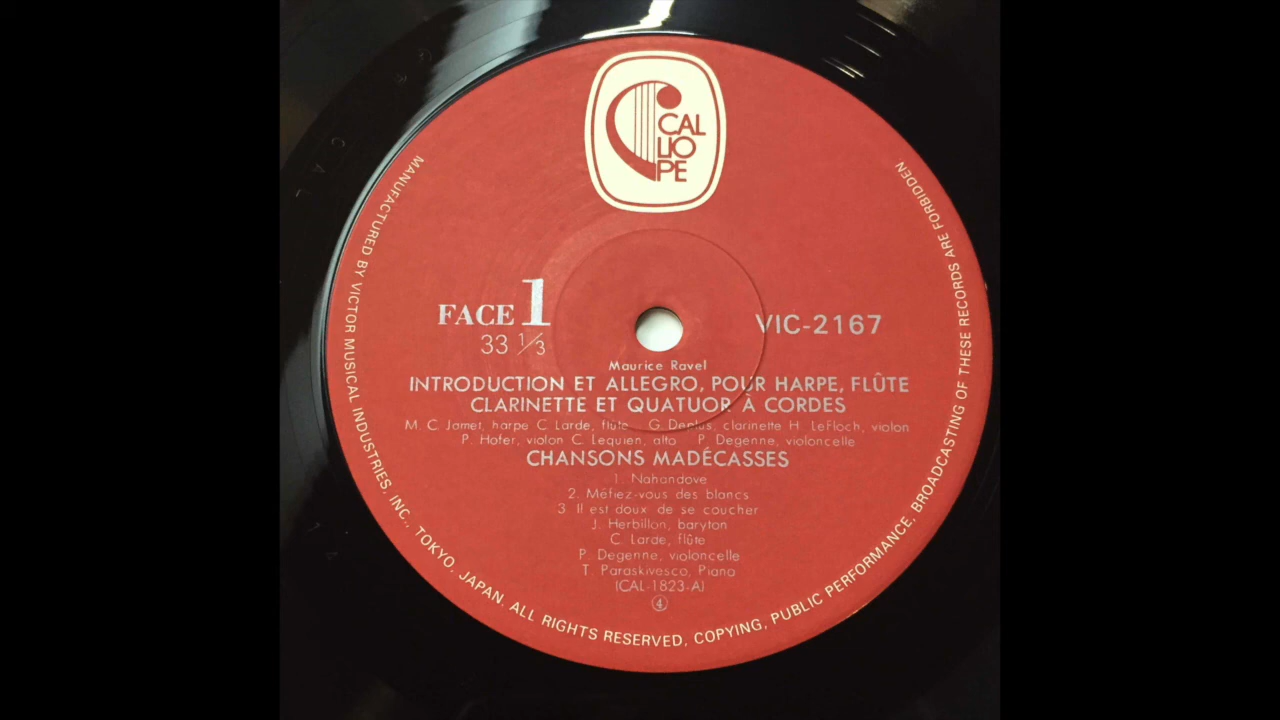 CAL
LIO
PE
FACE 1
33 1/3
VIC-2167
Maurice Ravel
INTRODUCTION ET ALLEGRO, POUR HARPE, FLÛTE
CLARINETTE ET QUATUOR À CORDES
M. C. Jamet, harpe C. Larde, flûte G. Deplus, clarinette H. Lefloch, violon
P. Hofer, violon C. Lequien, alto P. Degenne, violoncelle
CHANSONS MADÉCASSES
1. Nahandove
2. Méfiez-vous des blancs
3. Il est doux de se coucher
J. Herbillon, baryton
C. Larde, flûte
P. Degenne, violoncelle
T. Paraskivesco, Piano
(CAL-1823-A)
④
MANUFACTURED BY VICTOR MUSICAL INDUSTRIES, INC., TOKYO, JAPAN. ALL RIGHTS RESERVED, COPYING, PUBLIC PERFORMANCE, BROADCASTING OF THESE RECORDS ARE FORBIDDEN